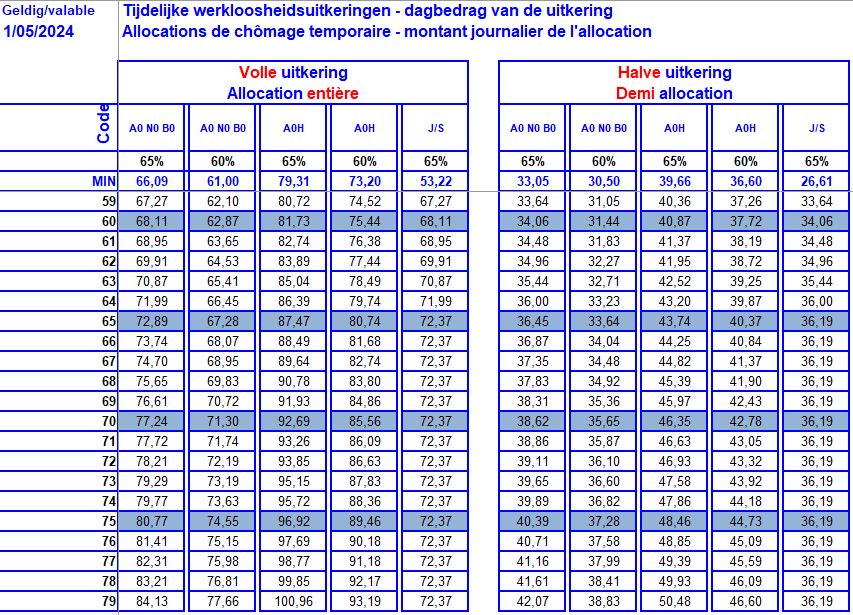 Geldig/valable Tijdelijke werkloosheidsuitkeringen - dagbedrag van de uitkering
1/05/2024 Allocations de chômage temporaire - montant journalier de l'allocation
Volle uitkering Halve uitkering
Allocation entière Demi allocation
Code A0 N0 B0 A0 N0 B0 A0H A0H J/S A0 N0 B0 A0 N0 B0 A0H A0H J/S
65% 60% 65% 60% 65% 65% 60% 65% 60% 65%
MIN 66,09 61,00 79,31 73,20 53,22 33,05 30,50 39,66 36,60 26,61
59 67,27 62,10 80,72 74,52 67,27 33,64 31,05 40,36 37,26 33,64
60 68,11 62,87 81,73 75,44 68,11 34,06 31,44 40,87 37,72 34,06
61 68,95 63,65 82,74 76,38 68,95 34,48 31,83 41,37 38,19 34,48
62 69,91 64,53 83,89 77,44 69,91 34,96 32,27 41,95 38,72 34,96
63 70,87 65,41 85,04 78,49 70,87 35,44 32,71 42,52 39,25 35,44
64 71,99 66,45 86,39 79,74 71,99 36,00 33,23 43,20 39,87 36,00
65 72,89 67,28 87,47 80,74 72,37 36,45 33,64 43,74 40,37 36,19
66 73,74 68,07 88,49 81,68 72,37 36,87 34,04 44,25 40,84 36,19
67 74,70 68,95 89,64 82,74 72,37 37,35 34,48 44,82 41,37 36,19
68 75,65 69,83 90,78 83,80 72,37 37,83 34,92 45,39 41,90 36,19
69 76,61 70,72 91,93 84,86 72,37 38,31 35,36 45,97 42,43 36,19
70 77,24 71,30 92,69 85,56 72,37 38,62 35,65 46,35 42,78 36,19
71 77,72 71,74 93,26 86,09 72,37 38,86 35,87 46,63 43,05 36,19
72 78,21 72,19 93,85 86,63 72,37 39,11 36,10 46,93 43,32 36,19
73 79,29 73,19 95,15 87,83 72,37 39,65 36,60 47,58 43,92 36,19
74 79,77 73,63 95,72 88,36 72,37 39,89 36,82 47,86 44,18 36,19
75 80,77 74,55 96,92 89,46 72,37 40,39 37,28 48,46 44,73 36,19
76 81,41 75,15 97,69 90,18 72,37 40,71 37,58 48,85 45,09 36,19
77 82,31 75,98 98,77 91,18 72,37 41,16 37,99 49,39 45,59 36,19
78 83,21 76,81 99,85 92,17 72,37 41,61 38,41 49,93 46,09 36,19
79 84,13 77,66 100,96 93,19 72,37 42,07 38,83 50,48 46,60 36,19